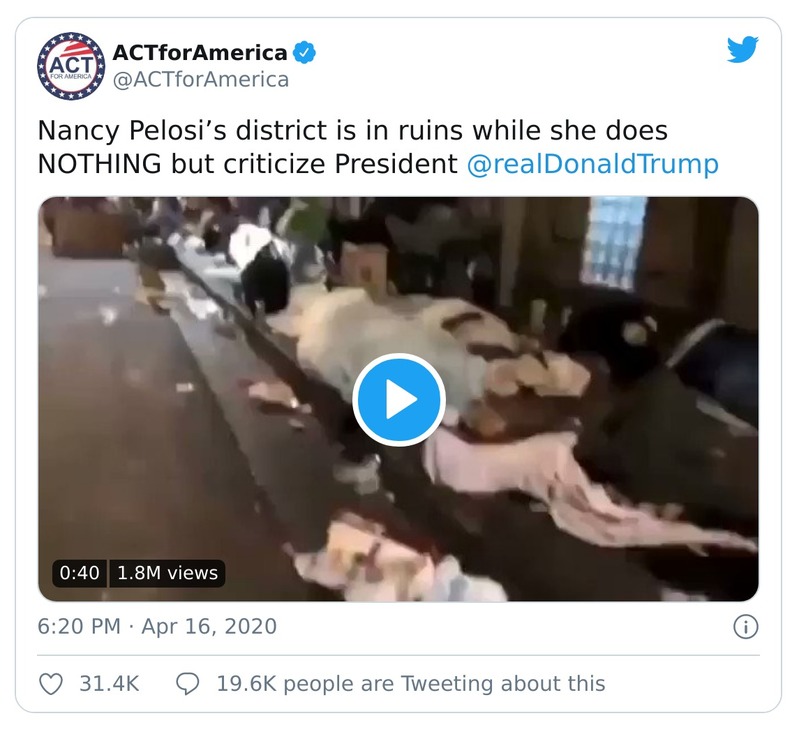 ACT
FOR AMERICA
ACTforAmerica
@ACTforAmerica
Nancy Pelosi’s district is in ruins while she does
NOTHING but criticize President @realDonaldTrump
0:40 1.8M views
6:20 PM · Apr 16, 2020
31.4K 19.6K people are Tweeting about this